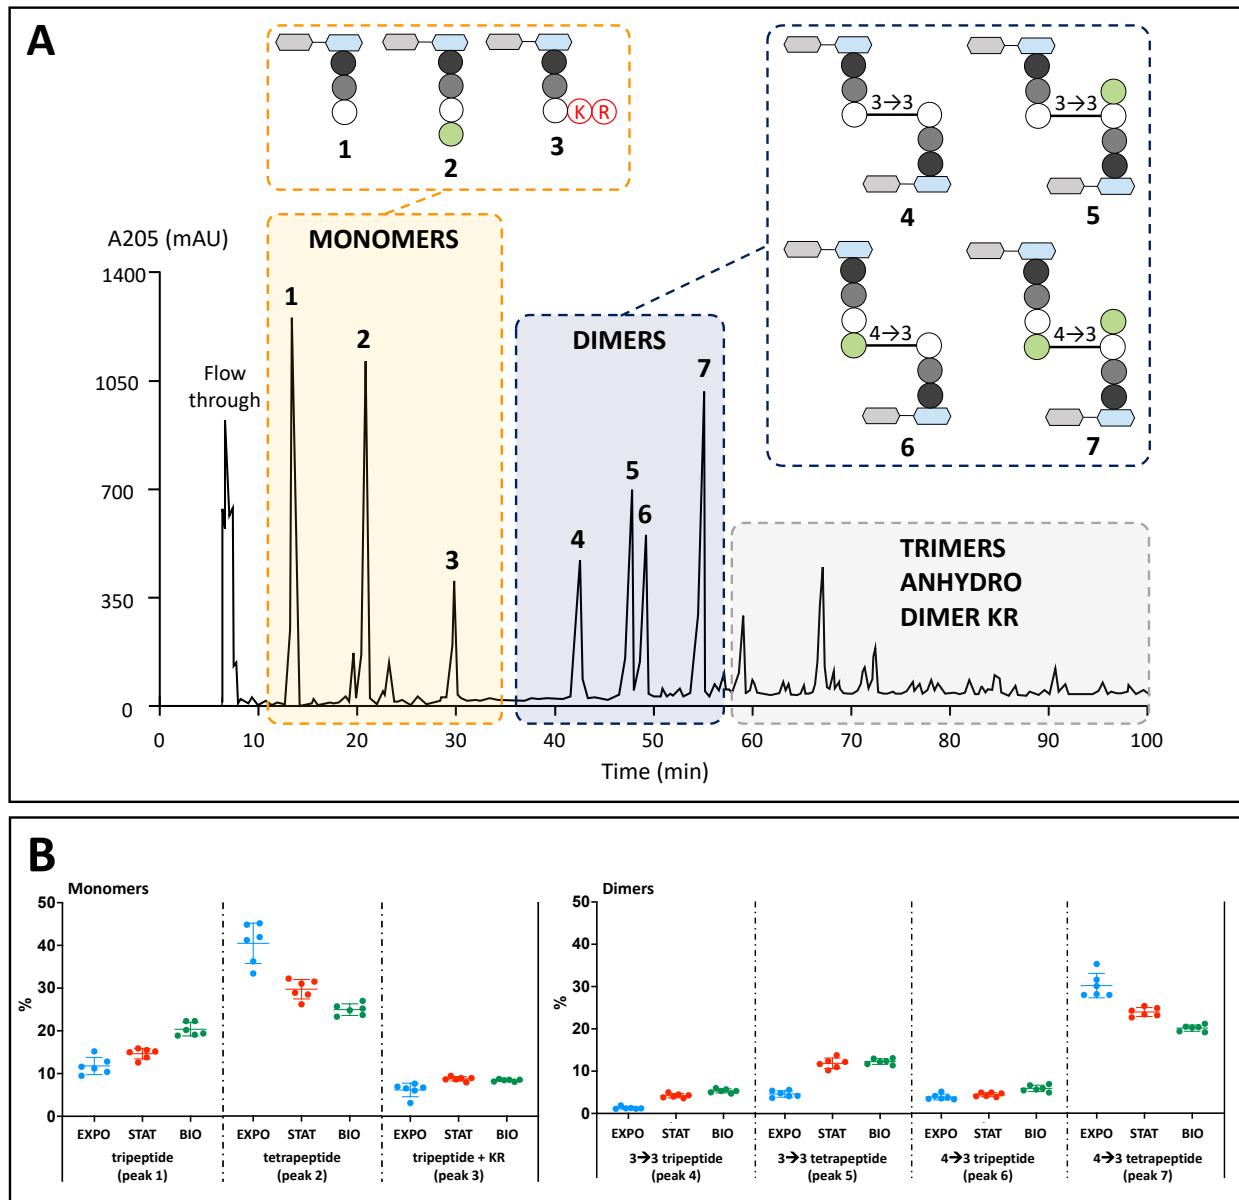 A
K R
1
2
3
3→3
3→3
4
5
4→3
4→3
6
7
A205 (mAU)
1400
1050
700
350
0
MONOMERS
DIMERS
TRIMERS
ANHYDRO
DIMER KR
Flow
through
1
2
3
4
5
6
7
0 10 20 30 40 50 60 70 80 90 100
Time (min)
B
Monomers
50
40
30
20
10
0
%
EXPO STAT BIO EXPO STAT BIO EXPO STAT BIO
tripeptide tetrapeptide tripeptide + KR
(peak 1) (peak 2) (peak 3)
Dimers
50
40
30
20
10
0
%
EXPO STAT BIO EXPO STAT BIO EXPO STAT BIO EXPO STAT BIO
3→3 tripeptide 3→3 tetrapeptide 4→3 tripeptide 4→3 tetrapeptide
(peak 4) (peak 5) (peak 6) (peak 7)